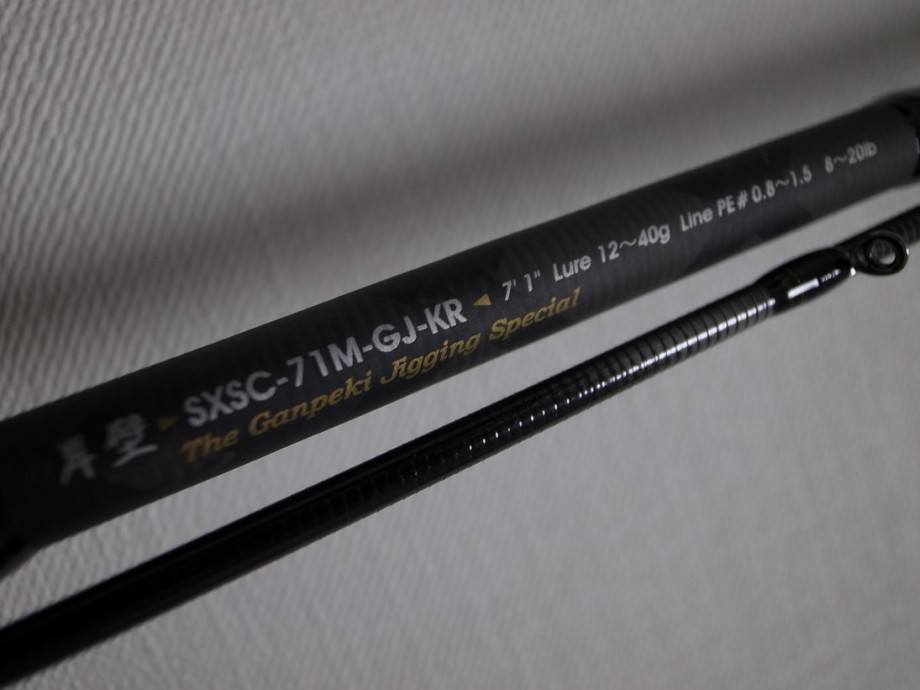 岸壁 SXSC-71M-GJ-KR 7'1" Lure 12～40g Line PE#0.8～1.5 8～20lb
The Ganpeki Jigging Special